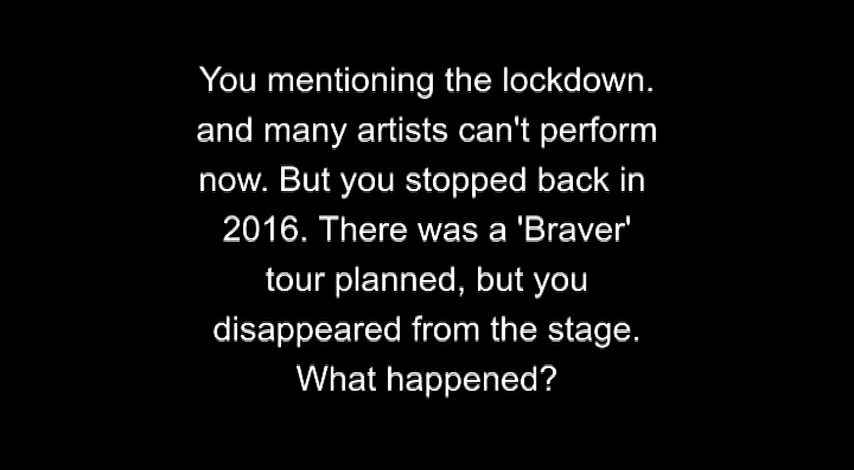 You mentioning the lockdown.
and many artists can't perform
now. But you stopped back in
2016. There was a 'Braver'
tour planned, but you
disappeared from the stage.
What happened?